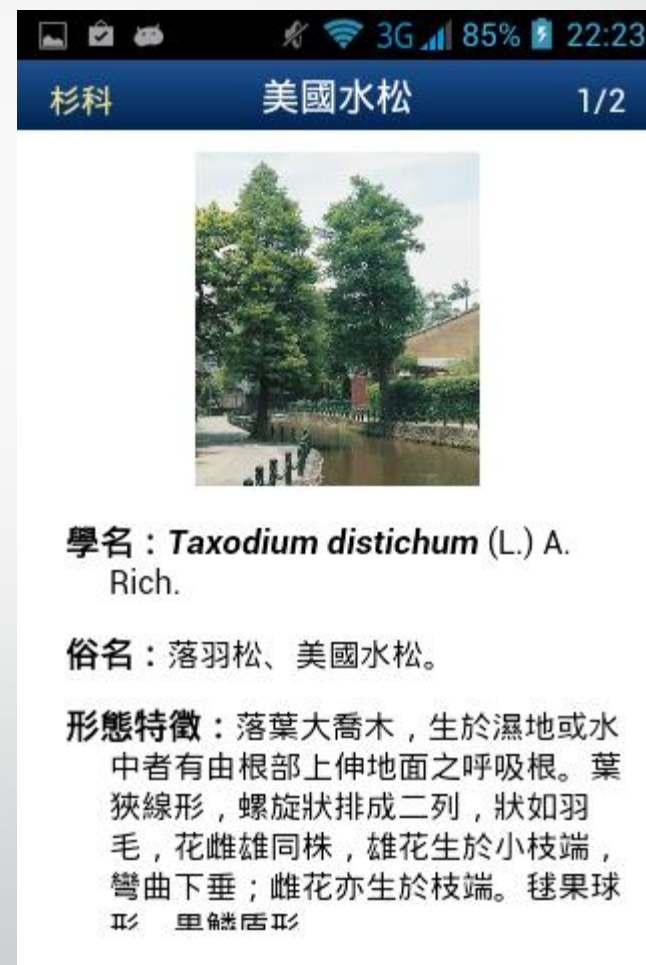 3G 85% 22:23
杉科 美國水松 1/2
學名：Taxodium distichum (L.) A.
Rich.
俗名：落羽松、美國水松。
形態特徵：落葉大喬木，生於濕地或水
中者有由根部上伸地面之呼吸根。葉
狹線形，螺旋狀排成二列，狀如羽
毛，花雌雄同株，雄花生於小枝端，
彎曲下垂；雌花亦生於枝端。毬果球
形 果鱗盾形